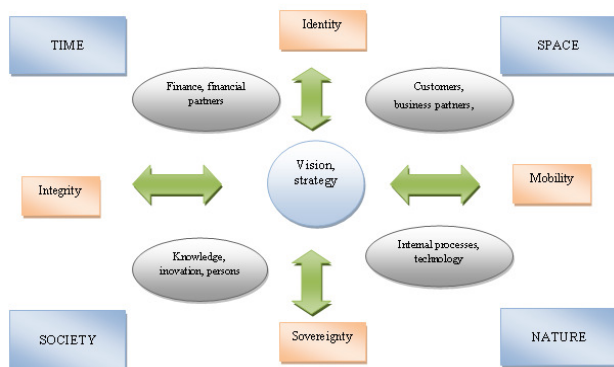 Identity
TIME
SPACE
Finance, financial
partners
Customers,
business partners,
Vision,
strategy
Integrity
Mobility
Knowledge,
inovation, persons
Internal processes,
technology
SOCIETY
Sovereignty
NATURE